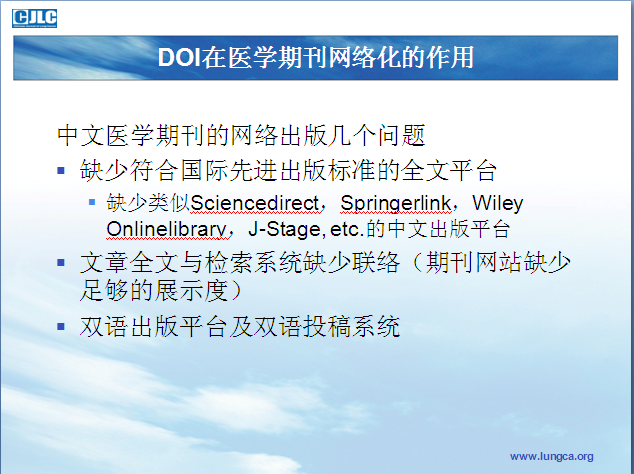 CJLC
DOI在医学期刊网络化的作用
中文医学期刊的网络出版几个问题
缺少符合国际先进出版标准的全文平台
缺少类似Sciencedirect，Springerlink，Wiley
Onlinelibrary，J-Stage, etc.的中文出版平台
文章全文与检索系统缺少联络（期刊网站缺少
足够的展示度）
双语出版平台及双语投稿系统
www.lungca.org